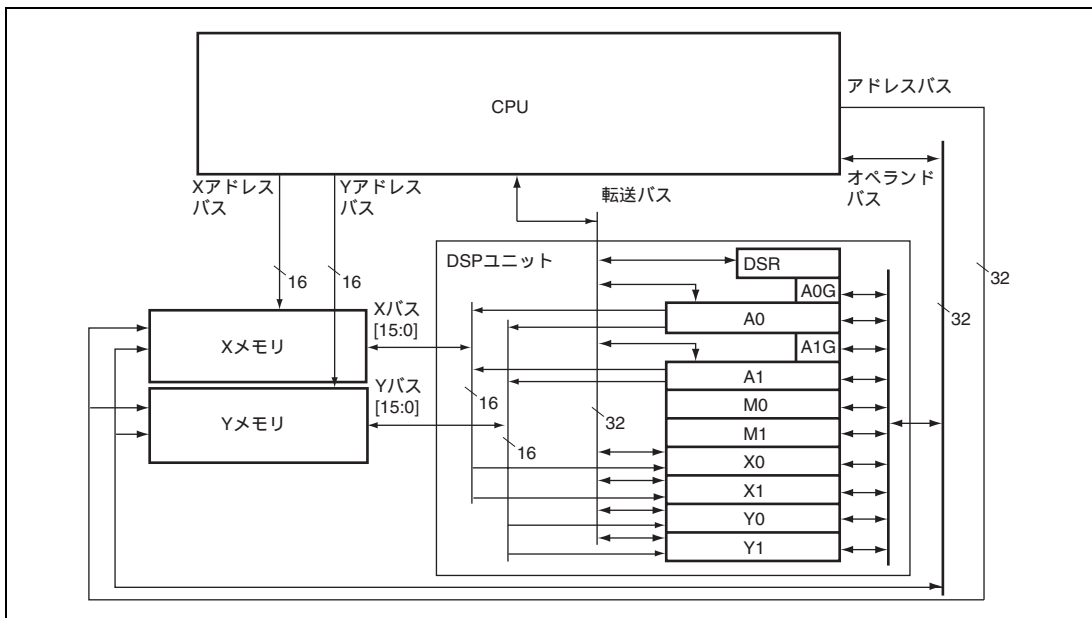 CPU
アドレスバス
オペランド
バス
Xアドレス
バス
Yアドレス
バス
転送バス
16
16
32
32
DSPユニット
DSR
A0G
A0
A1G
A1
M0
M1
X0
X1
Y0
Y1
Xバス
[15:0]
Xメモリ
Yバス
[15:0]
Yメモリ
16
16
32